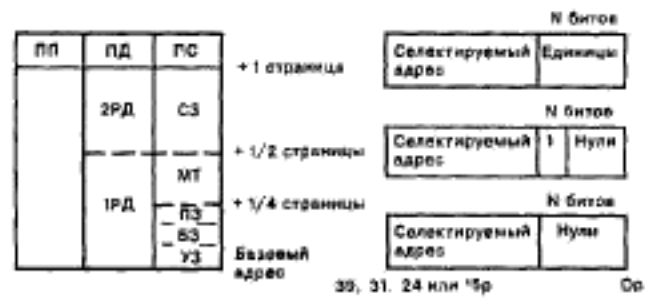 N битов
ПП ПД ПС
Селектируемый адрес
Единицы
+ 1 страница
2РД СЗ
N битов
Селектируемый адрес
1 Нули
+ 1/2 страницы
МТ
1РД
+ 1/4 страницы
N битов
ПЗ
ВЗ
УЗ
Селектируемый адрес
Нули
Базовый адрес
39, 31, 24 или 15р
0р